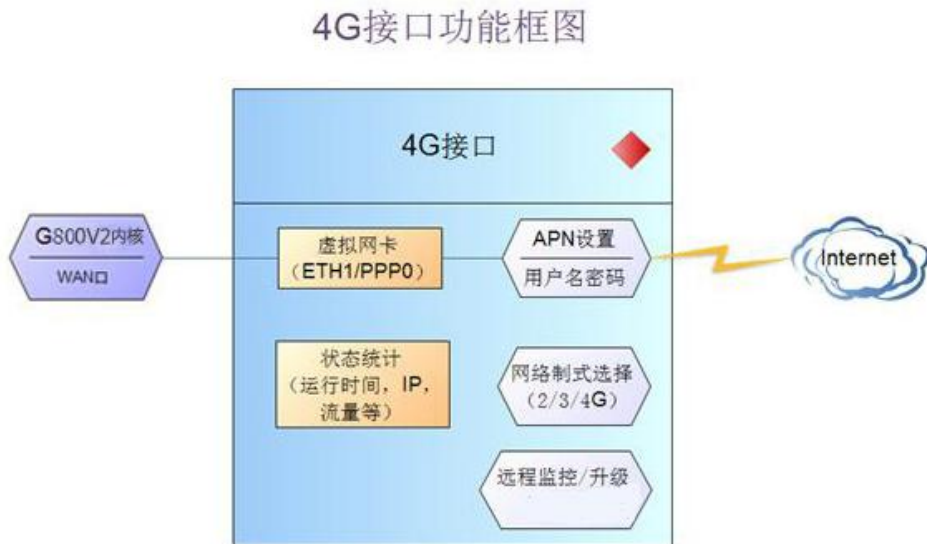 4G接口功能框图
4G接口
G800V2内核
WAN口
虚拟网卡
（ETH1/PPP0）
APN设置
用户名密码
Internet
状态统计
（运行时间，IP，
流量等）
网络制式选择
（2/3/4G）
远程监控/升级